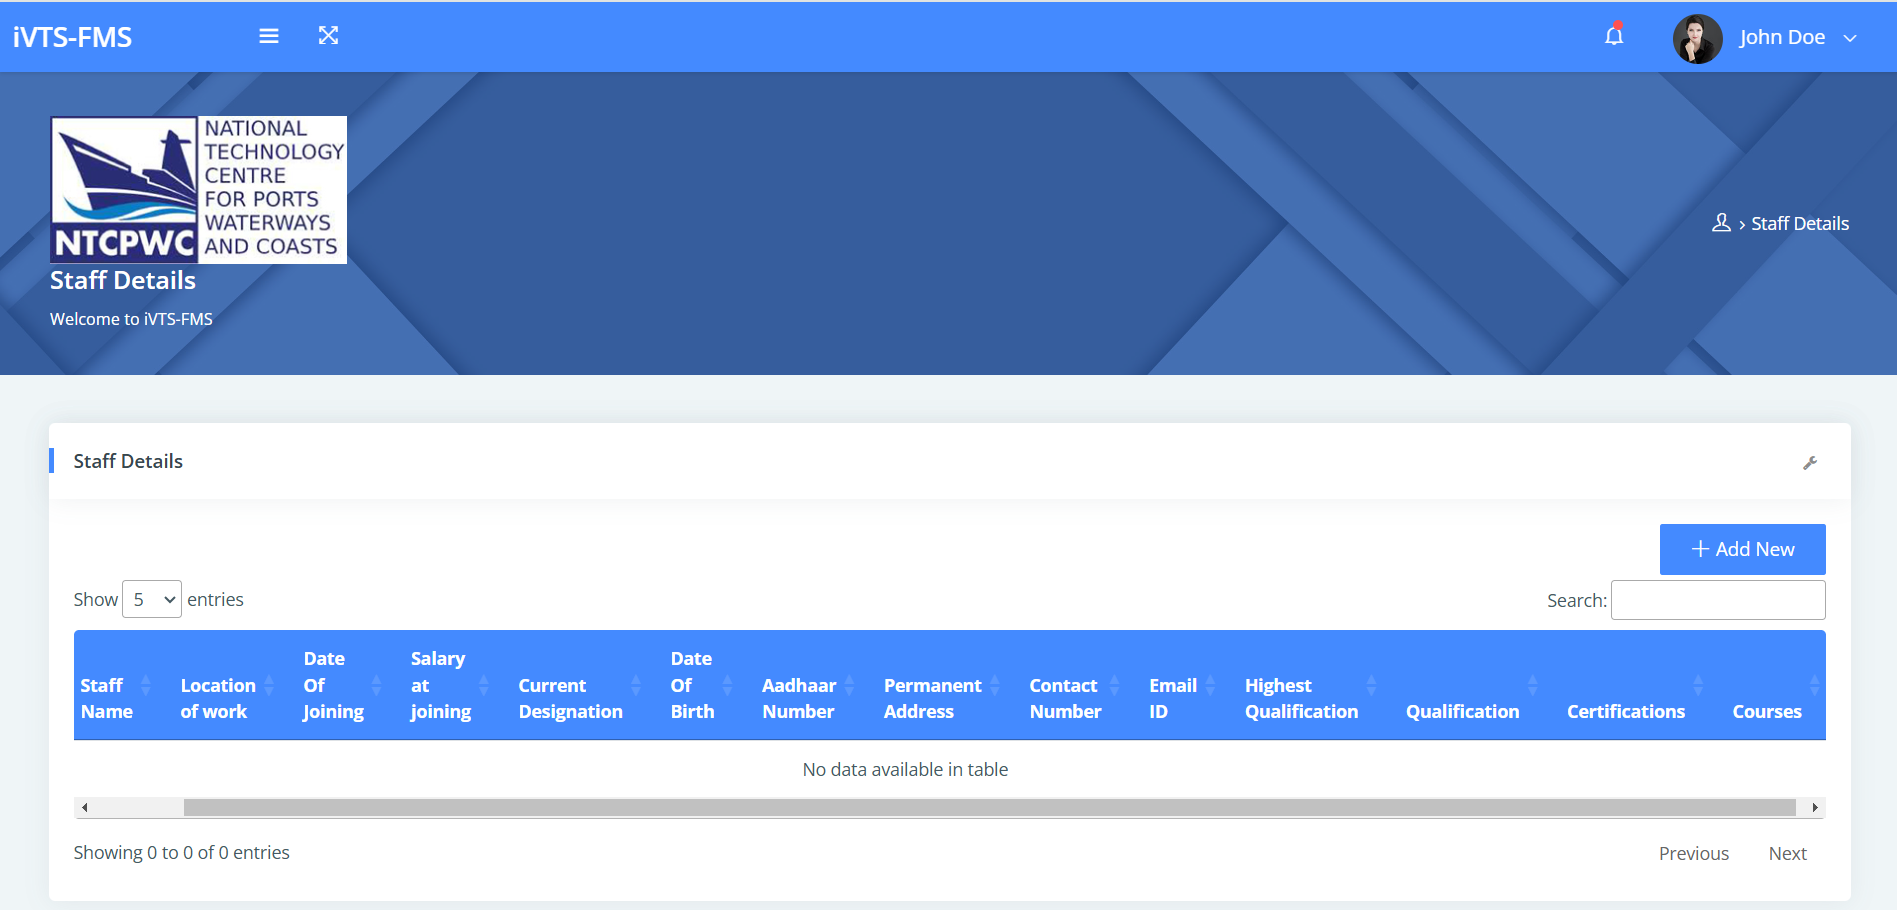 iVTS-FMS
John Doe
NATIONAL
TECHNOLOGY
CENTRE
FOR PORTS
WATERWAYS
AND COASTS
NTCPWC
Staff Details
Welcome to iVTS-FMS
› Staff Details
Staff Details
+ Add New
Show 5 entries
Search:
Staff Name
Location of work
Date Of Joining
Salary at joining
Current Designation
Date Of Birth
Aadhaar Number
Permanent Address
Contact Number
Email ID
Highest Qualification
Qualification
Certifications
Courses
No data available in table
Showing 0 to 0 of 0 entries
Previous Next